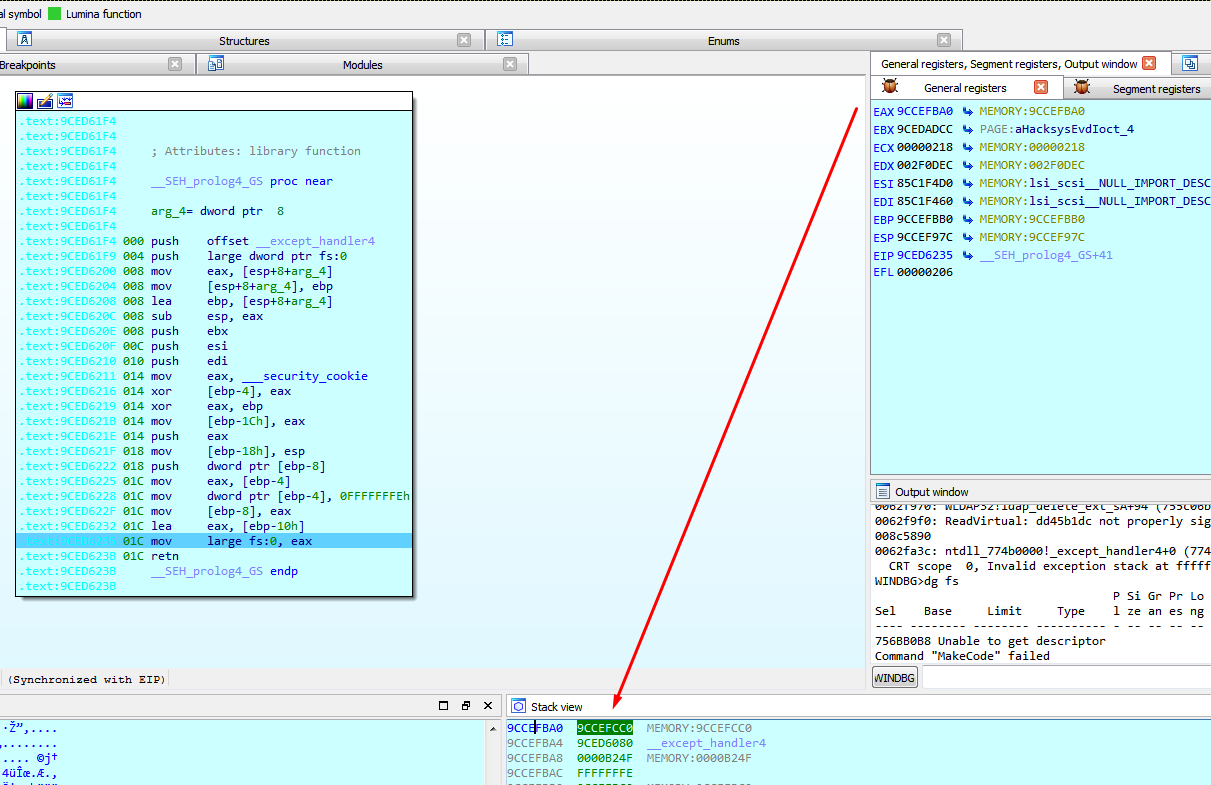 al symbol Lumina function
Structures Enums
Breakpoints Modules
General registers, Segment registers, Output window
General registers Segment registers
.text:9CED61F4
.text:9CED61F4
.text:9CED61F4 ; Attributes: library function
.text:9CED61F4
.text:9CED61F4 __SEH_prolog4_GS proc near
.text:9CED61F4
.text:9CED61F4 arg_4= dword ptr 8
.text:9CED61F4
.text:9CED61F4 000 push offset __except_handler4
.text:9CED61F9 004 push large dword ptr fs:0
.text:9CED6200 008 mov eax, [esp+8+arg_4]
.text:9CED6204 008 mov [esp+8+arg_4], ebp
.text:9CED6208 008 lea ebp, [esp+8+arg_4]
.text:9CED620C 008 sub esp, eax
.text:9CED620E 008 push ebx
.text:9CED620F 00C push esi
.text:9CED6210 010 push edi
.text:9CED6211 014 mov eax, ___security_cookie
.text:9CED6216 014 xor [ebp-4], eax
.text:9CED6219 014 xor eax, ebp
.text:9CED621B 014 mov [ebp-1Ch], eax
.text:9CED621E 014 push eax
.text:9CED621F 018 mov [ebp-18h], esp
.text:9CED6222 018 push dword ptr [ebp-8]
.text:9CED6225 01C mov eax, [ebp-4]
.text:9CED6228 01C mov dword ptr [ebp-4], 0FFFFFFFEh
.text:9CED622F 01C mov [ebp-8], eax
.text:9CED6232 01C lea eax, [ebp-10h]
01C mov large fs:0, eax
.text:9CED623B 01C retn
.text:9CED623B __SEH_prolog4_GS endp
.text:9CED623B
EAX 9CCEFBA0 MEMORY:9CCEFBA0
EBX 9CEDADCC PAGE:aHacksysEvdIoct_4
ECX 00000218 MEMORY:00000218
EDX 002F0DEC MEMORY:002F0DEC
ESI 85C1F4D0 MEMORY:lsi_scsi__NULL_IMPORT_DESC
EDI 85C1F460 MEMORY:lsi_scsi__NULL_IMPORT_DESC
EBP 9CCEFBB0 MEMORY:9CCEFBB0
ESP 9CCEF97C MEMORY:9CCEF97C
EIP 9CED6235 __SEH_prolog4_GS+41
EFL 00000206
Output window
0062f970: WLDAP32!ldap_delete_ext_sA+94 (755c06b
0062f9f0: ReadVirtual: dd45b1dc not properly sig
008c5890
0062fa3c: ntdll_774b0000!_except_handler4+0 (774
CRT scope 0, Invalid exception stack at fffff
WINDBG>dg fs
P Si Gr Pr Lo
Sel Base Limit Type l ze an es ng
---- -------- -------- ---------- - -- -- -- --
756BB0B8 Unable to get descriptor
Command "MakeCode" failed
WINDBG
(Synchronized with EIP)
Stack view
9CCEFBA0 9CCEFCC0 MEMORY:9CCEFCC0
9CCEFBA4 9CED6080 __except_handler4
9CCEFBA8 0000B24F MEMORY:0000B24F
9CCEFBAC FFFFFFFE